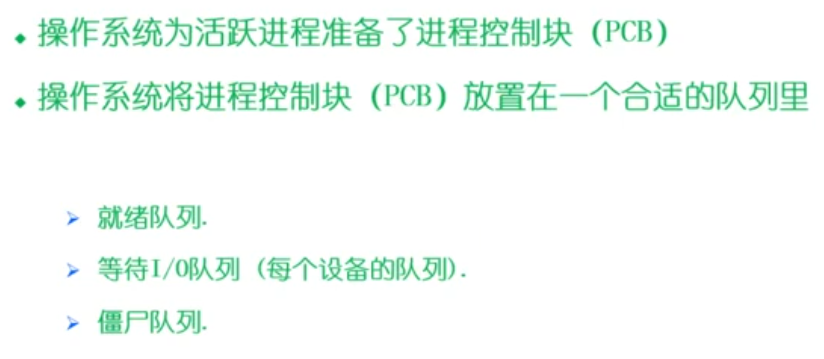 操作系统为活跃进程准备了进程控制块（PCB）
操作系统将进程控制块（PCB）放置在一个合适的队列里
就绪队列.
等待I/O队列（每个设备的队列）.
僵尸队列.